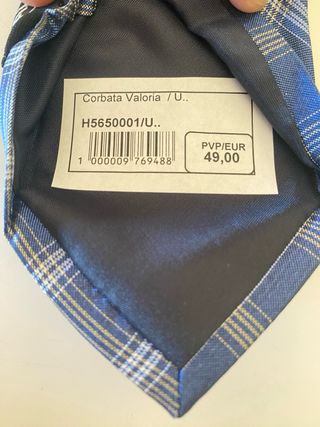 Corbata Valoria / U..
H5650001/U..
PVP/EUR
49,00
1 000009 769488